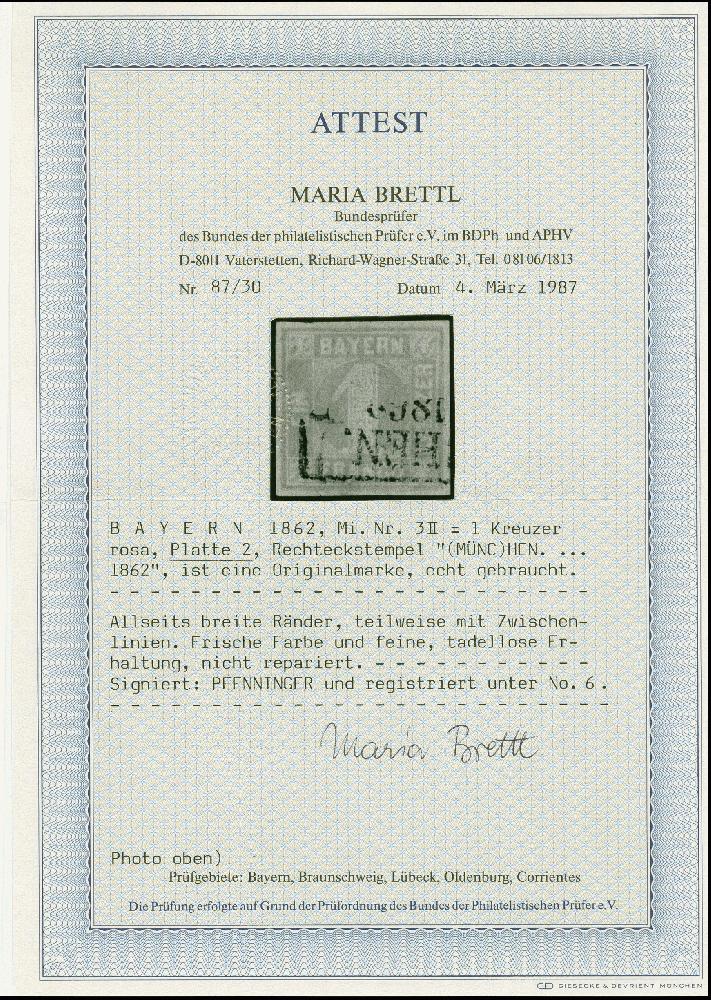 ATTEST
MARIA BRETTL
Bundesprüfer
des Bundes der philatelistischen Prüfer e.V. im BDPh und APHV
D-8011 Vaterstetten, Richard-Wagner-Straße 31, Tel. 08106/1813
Nr. 87/30 Datum 4. März 1987
BAYERN
1
B A Y E R N 1862, Mi. Nr. 3II = 1 Kreuzer
rosa, Platte 2, Rechteckstempel "(MÜNC)HEN. ...
1862", ist eine Originalmarke, echt gebraucht.
Allseits breite Ränder, teilweise mit Zwischen-
linien. Frische Farbe und feine, tadellose Er-
haltung, nicht repariert. - - - - - - - - - - -
Signiert: PFENNINGER und registriert unter No. 6.
Maria Brettl
Photo oben)
Prüfgebiete: Bayern, Braunschweig, Lübeck, Oldenburg, Corrientes
Die Prüfung erfolgte auf Grund der Prüfordnung des Bundes der Philatelistischen Prüfer e.V.
GIESECKE & DEVRIENT MÜNCHEN